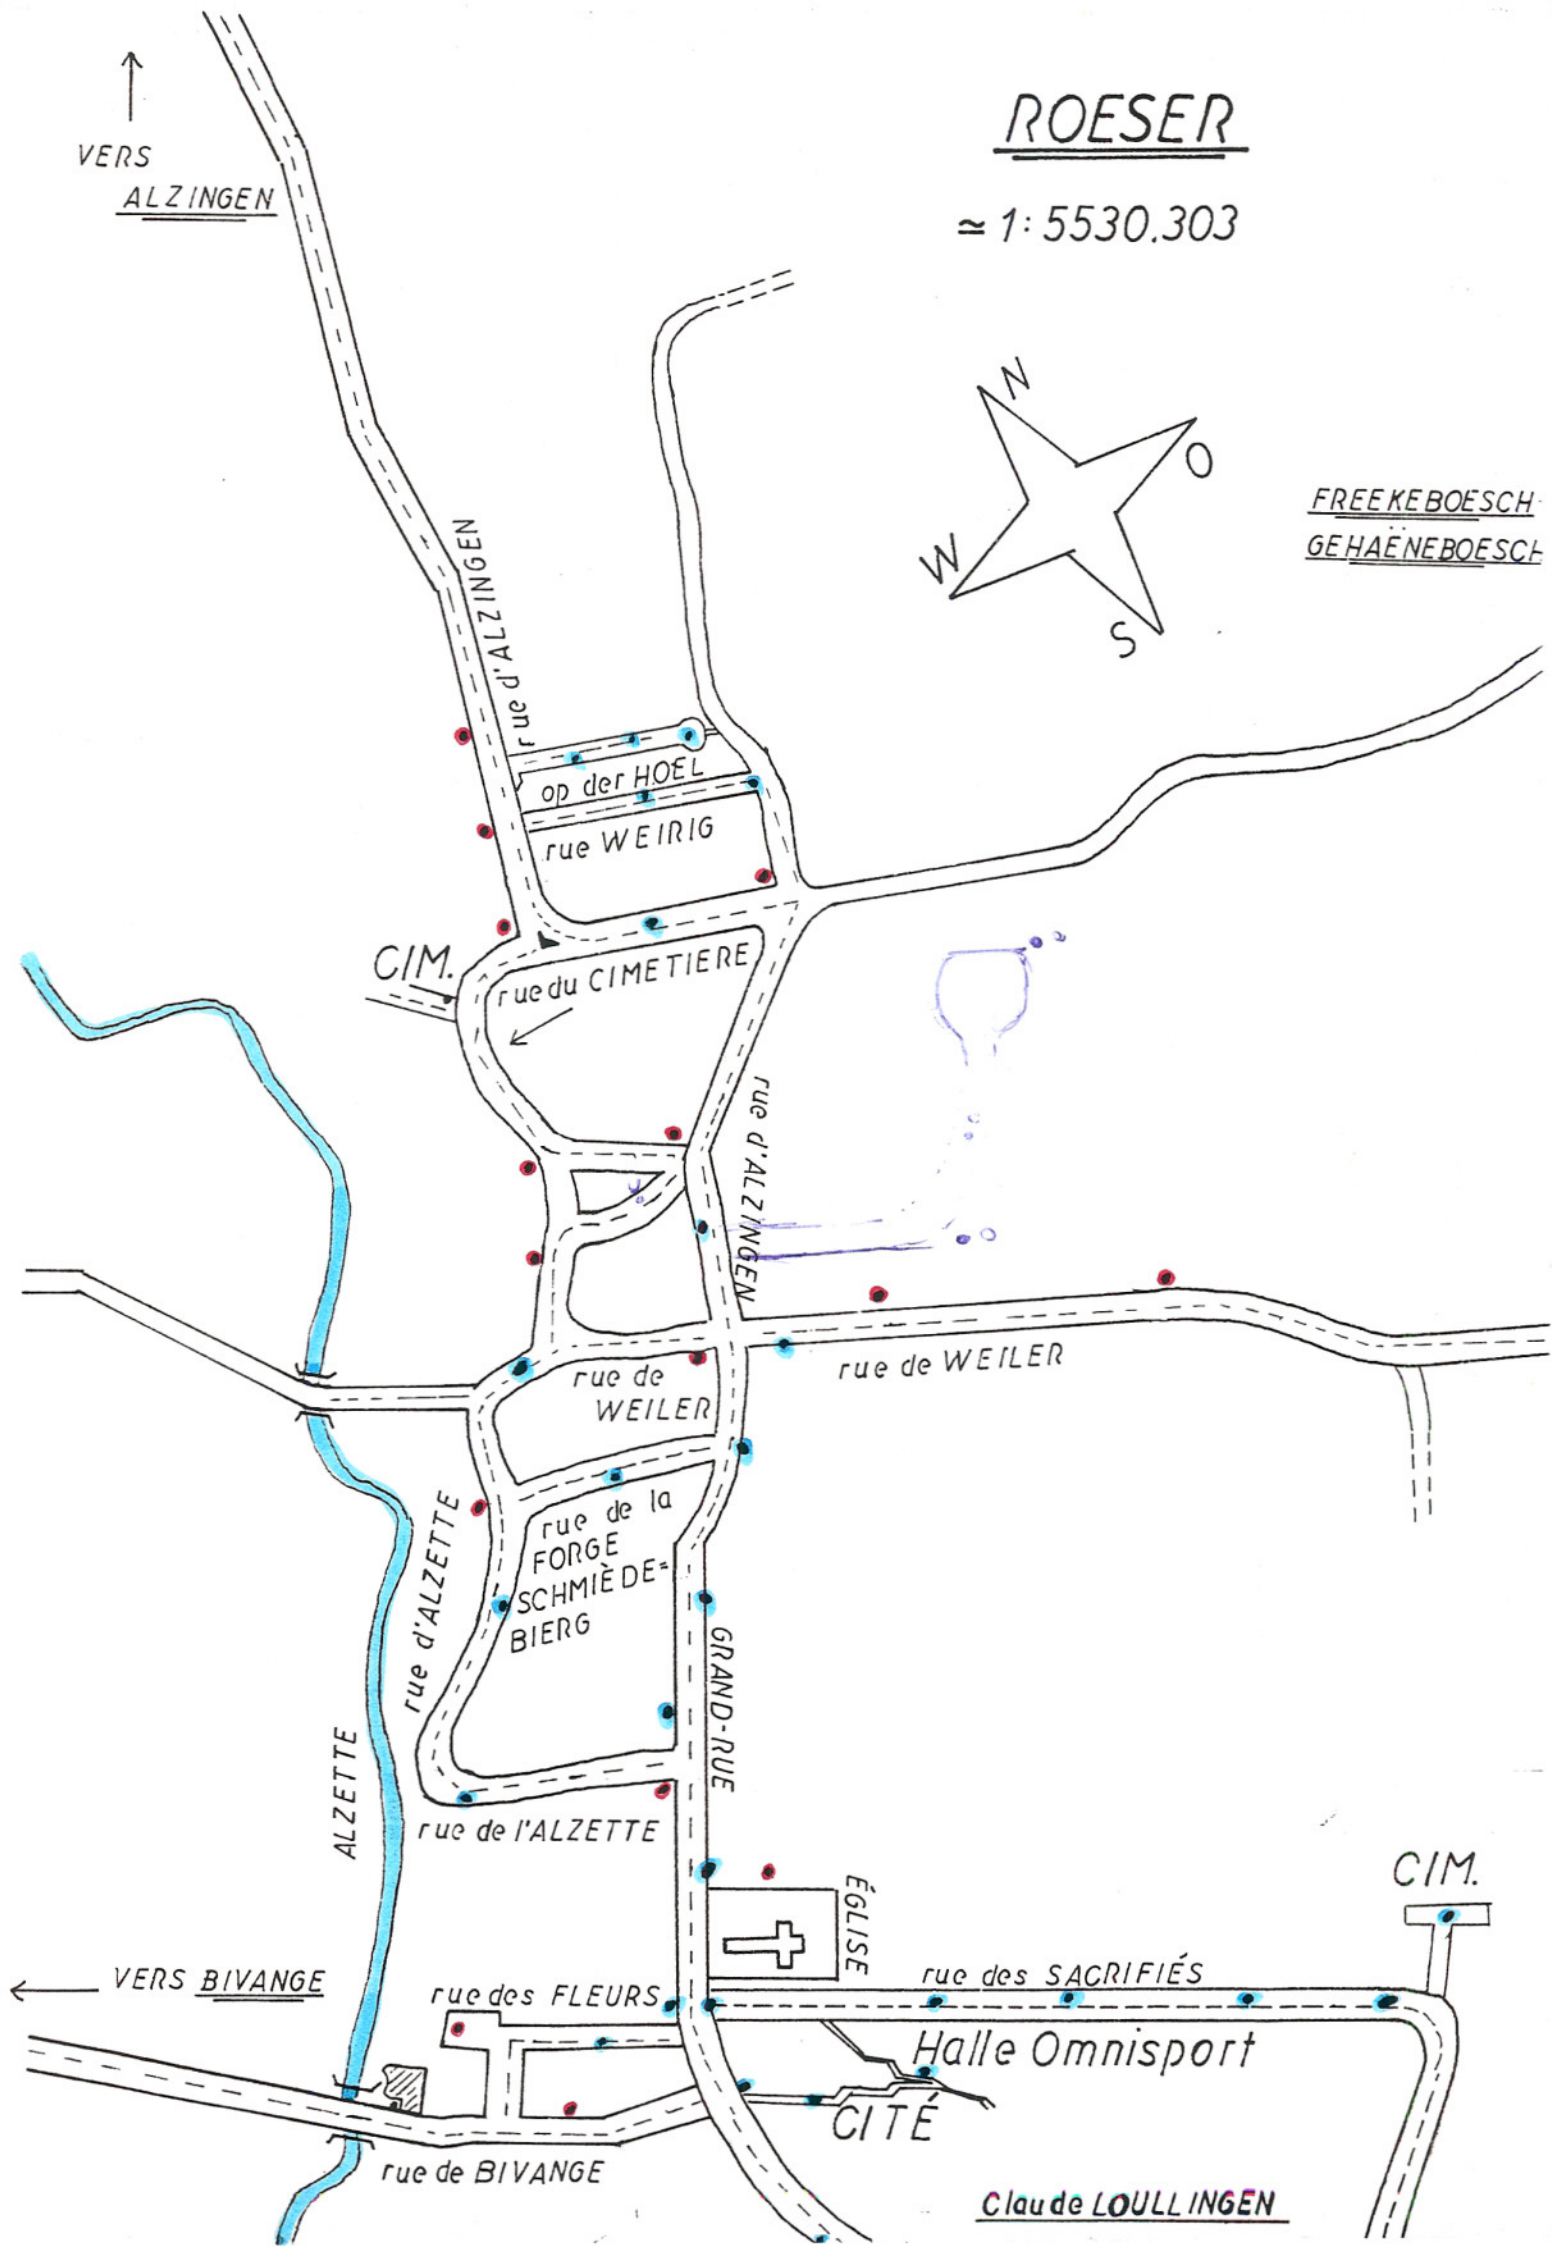 ROESER
≃ 1: 5530.303
VERS
ALZINGEN
N
O
W
S
FREEKEBOESCH
GEHAËNEBOESCH
rue d'ALZINGEN
op der HOEL
rue WEIRIG
CIM.
rue du CIMETIERE
rue d'ALZINGEN
rue de WEILER
rue de
WEILER
rue de la
FORGE
SCHMIÈDE=
BIERG
rue d'ALZETTE
GRAND-RUE
ALZETTE
rue de l'ALZETTE
ÉGLISE
CIM.
VERS BIVANGE
rue des FLEURS
rue des SACRIFIÉS
Halle Omnisport
CITÉ
rue de BIVANGE
Claude LOULLINGEN